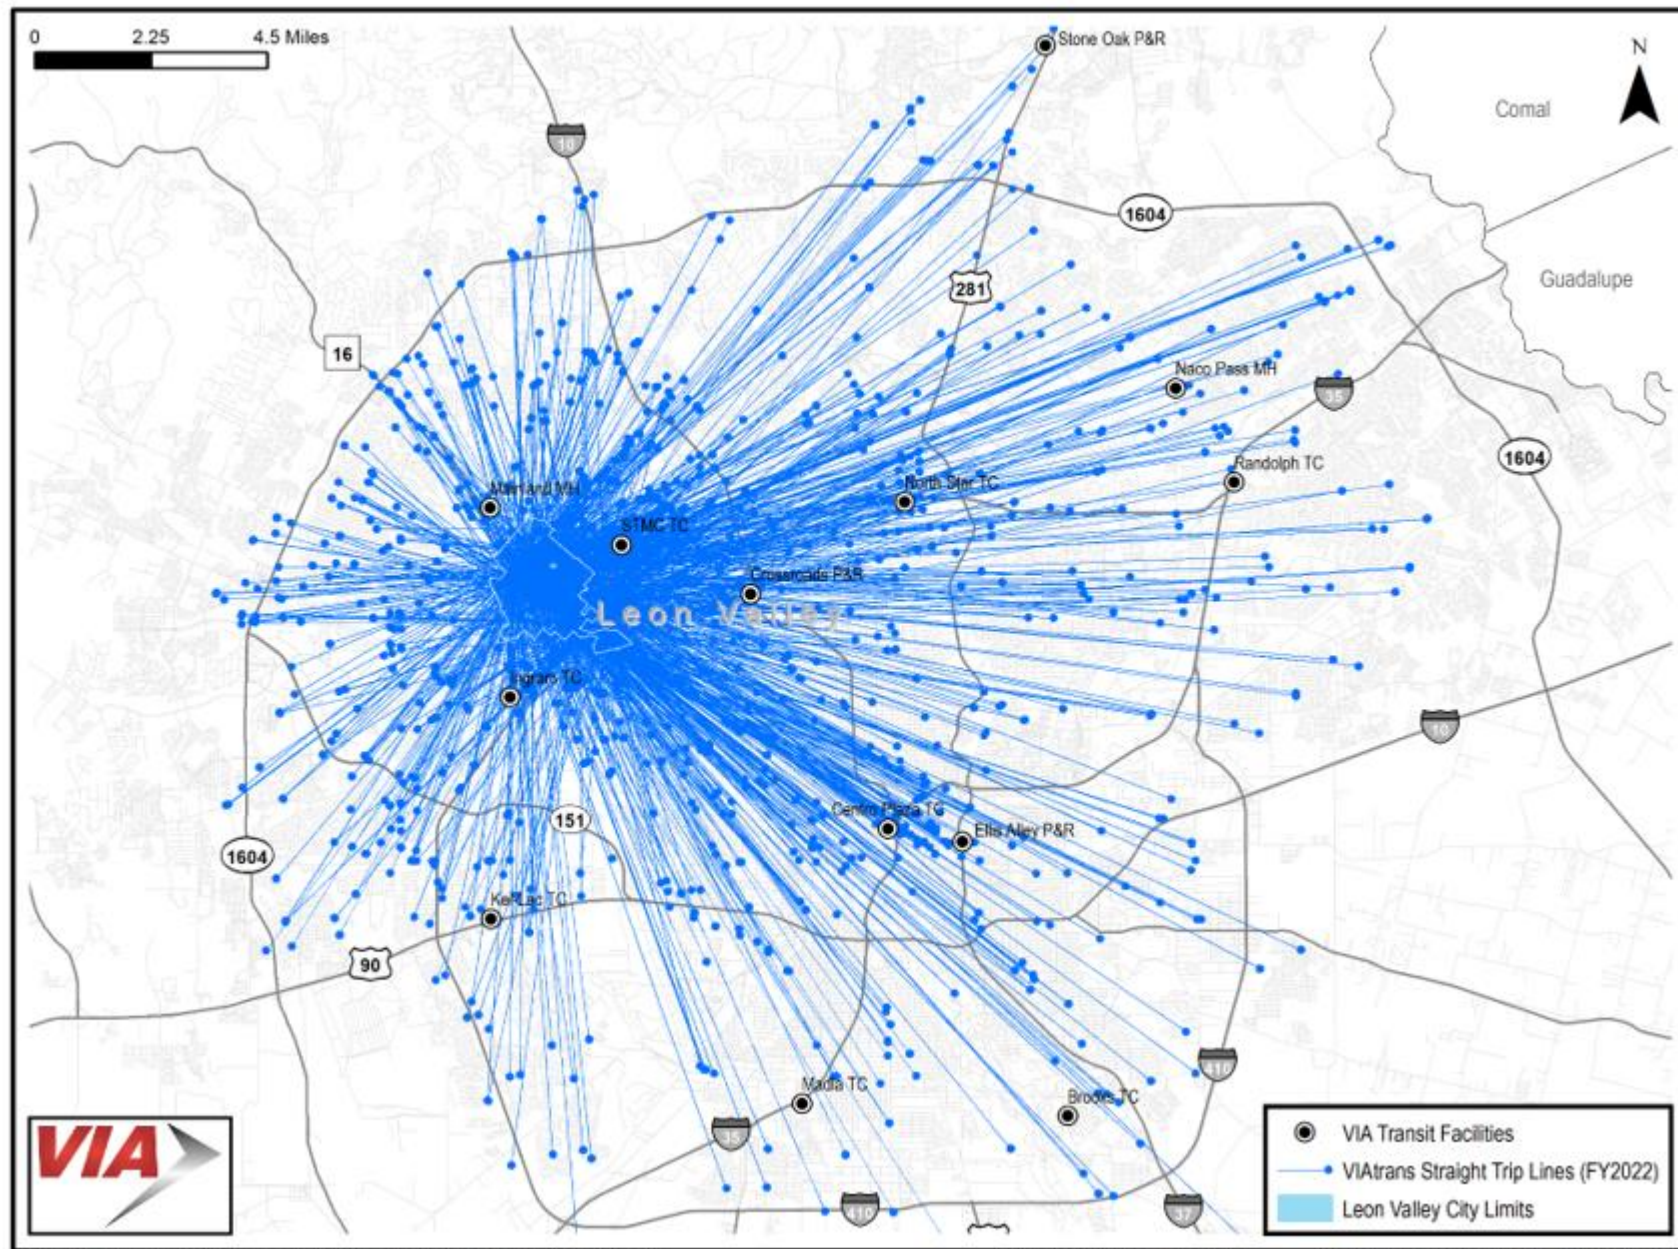 0 2.25 4.5 Miles
Stone Oak P&R
N
Comal
10
1604
Guadalupe
281
16
Naco Pass MH
35
1604
Randolph TC
North Star TC
Mainland MH
STMC TC
Crossroads P&R
Leon Valley
Ingram TC
10
Centro Plaza TC
151
Ellis Alley P&R
1604
Kel-Lac TC
90
410
Madla TC
Brooks TC
35
410
37
VIA
VIA Transit Facilities
VIAtrans Straight Trip Lines (FY2022)
Leon Valley City Limits